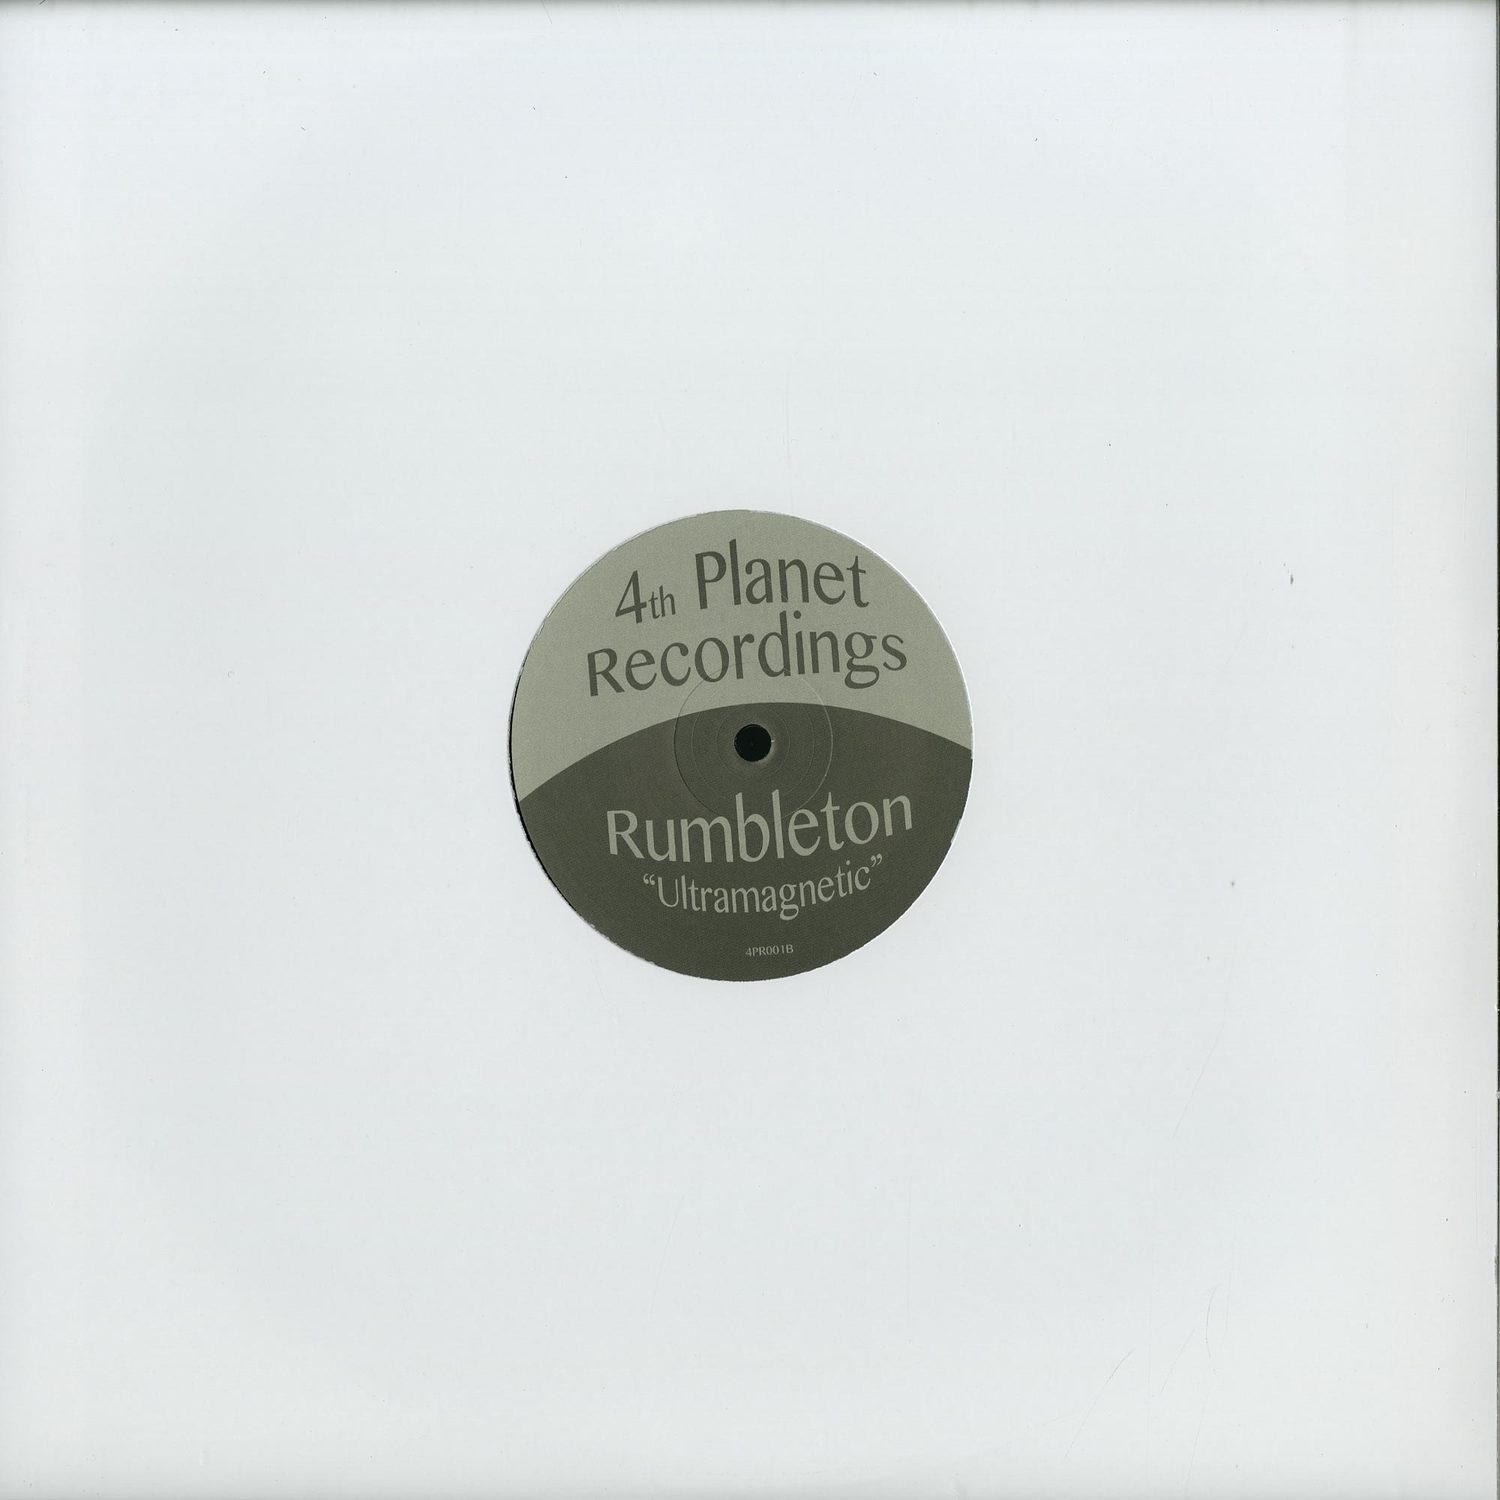 4th Planet
Recordings
Rumbleton
“Ultramagnetic”
4PR001B